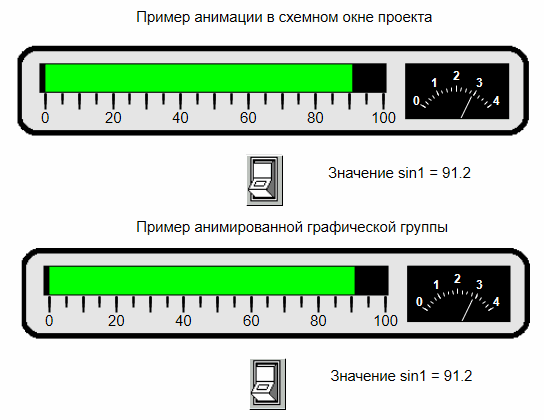 Пример анимации в схемном окне проекта
0 1 2 3 4
0 20 40 60 80 100
Значение sin1 = 91.2
Пример анимированной графической группы
0 1 2 3 4
0 20 40 60 80 100
Значение sin1 = 91.2